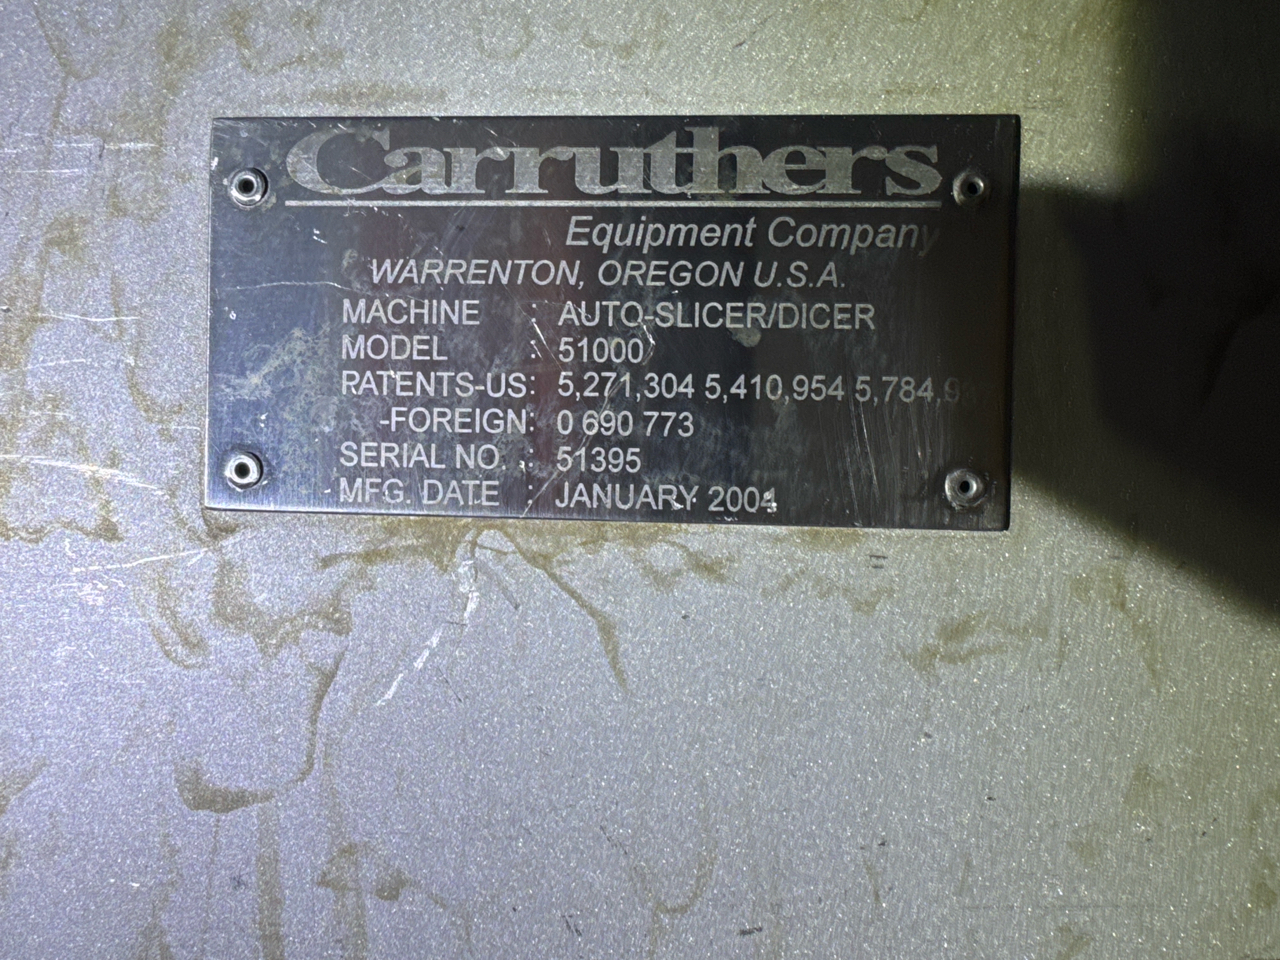 Carruthers
Equipment Company
WARRENTON, OREGON U.S.A.
MACHINE : AUTO-SLICER/DICER
MODEL : 51000
PATENTS-US: 5,271,304 5,410,954
-FOREIGN: 0 690 773
SERIAL NO. : 51395
MFG. DATE : JANUARY 2004